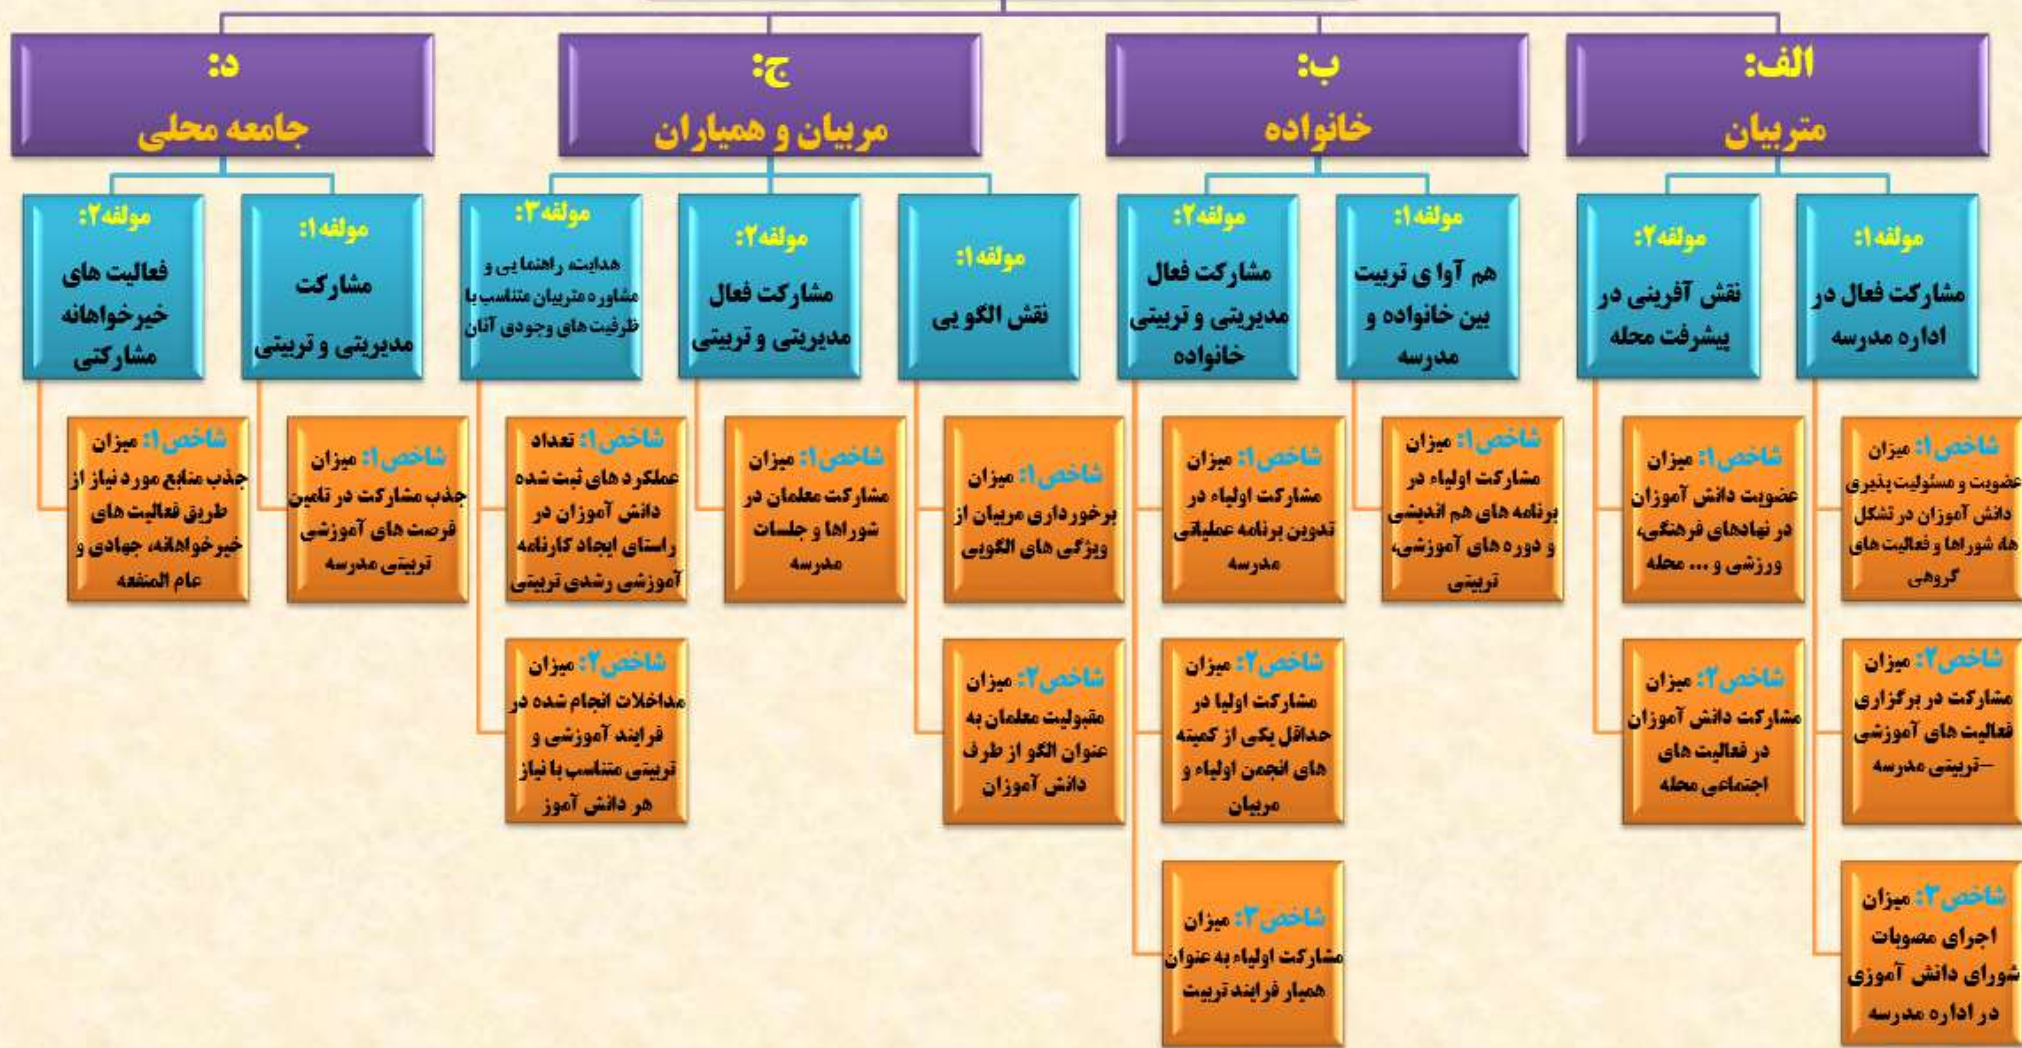 الف:
متربیان
ب:
خانواده
ج:
مربیان و همیاران
د:
جامعه محلی
مولفه۱:
مشارکت فعال در
اداره مدرسه
مولفه۲:
نقش آفرینی در
پیشرفت محله
مولفه۱:
هم آوا ی تربیت
بین خانواده و
مدرسه
مولفه۲:
مشارکت فعال
مدیریتی و تربیتی
خانواده
مولفه۱:
نقش الگو یی
مولفه۲:
مشارکت فعال
مدیریتی و تربیتی
مولفه۳:
هدایت، راهنما یی و
مشاوره متربیان متناسب با
ظرفیت های وجودی آنان
مولفه۱:
مشارکت
مدیریتی و تربیتی
مولفه۲:
فعالیت های
خیرخواهانه
مشارکتی
شاخص۱: میزان
عضویت و مسئولیت پذیری
دانش آموزان در تشکل
ها، شوراها و فعالیت های
گروهی
شاخص۲: میزان
مشارکت در برگزاری
فعالیت های آموزشی
–تربیتی مدرسه
شاخص۳: میزان
اجرای مصوبات
شورای دانش آموزی
در اداره مدرسه
شاخص۱: میزان
عضویت دانش آموزان
در نهادهای فرهنگی،
ورزشی و ... محله
شاخص۲: میزان
مشارکت دانش آموزان
در فعالیت های
اجتماعی محله
شاخص۱: میزان
مشارکت اولیاء در
برنامه های هم اندیشی
و دوره های آموزشی،
تربیتی
شاخص۱: میزان
مشارکت اولیاء در
تدوین برنامه عملیاتی
مدرسه
شاخص۲: میزان
مشارکت اولیا در
حداقل یکی از کمیته
های انجمن اولیاء و
مربیان
شاخص۳: میزان
مشارکت اولیاء به عنوان
همیار فرایند تربیت
شاخص۱: میزان
برخورداری مربیان از
ویژگی های الگویی
شاخص۲: میزان
مقبولیت معلمان به
عنوان الگو از طرف
دانش آموزان
شاخص۱: میزان
مشارکت معلمان در
شوراها و جلسات
مدرسه
شاخص۱: تعداد
عملکرد های ثبت شده
دانش آموزان در
راستای ایجاد کارنامه
آموزشی رشدی تربیتی
شاخص۲: میزان
مداخلات انجام شده در
فرایند آموزشی و
تربیتی متناسب با نیاز
هر دانش آموز
شاخص۱: میزان
جذب مشارکت در تامین
فرصت های آموزشی
تربیتی مدرسه
شاخص۱: میزان
جذب منابع مورد نیاز از
طریق فعالیت های
خیرخواهانه، جهادی و
عام المنفعه